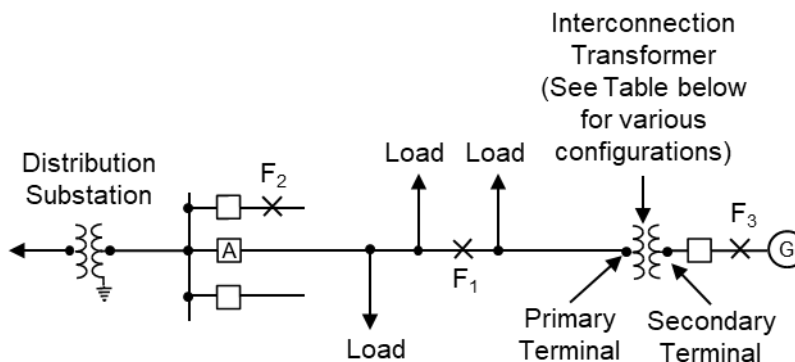 Interconnection
Transformer
(See Table below
for various
configurations)
Distribution
Substation
F2
Load
Load
A
F1
F3
G
Load
Primary
Terminal
Secondary
Terminal